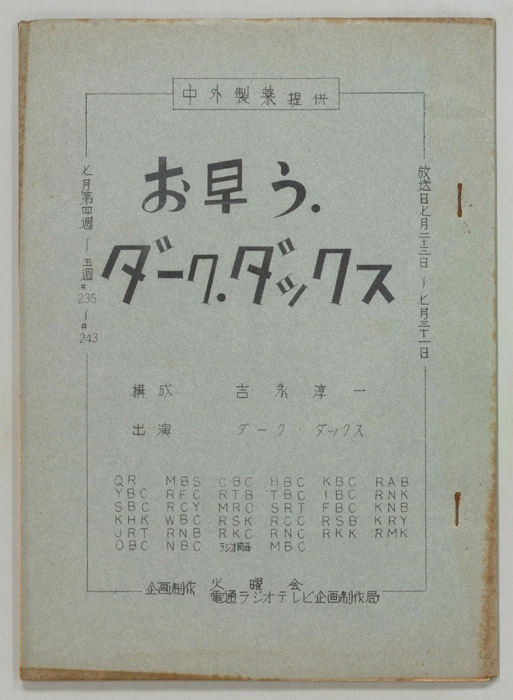 中外製薬提供
お早う.
ダーク.ダックス
放送日七月二十三日～七月三十一日
七月第四週～五週#235～#243
構成 吉永淳一
出演 ダーク・ダックス
QR MBS CBC HBC KBC RAB
YBC RFC RTB TBC IBC RNK
SBC RCY MRO SRT FBC KNB
KHK WBC RSK RCC RSB KRY
JRT RNB RKC RNC RKK RMK
OBC NBC ラジオ関西 MBC
企画制作 火曜会
電通ラジオテレビ企画制作局